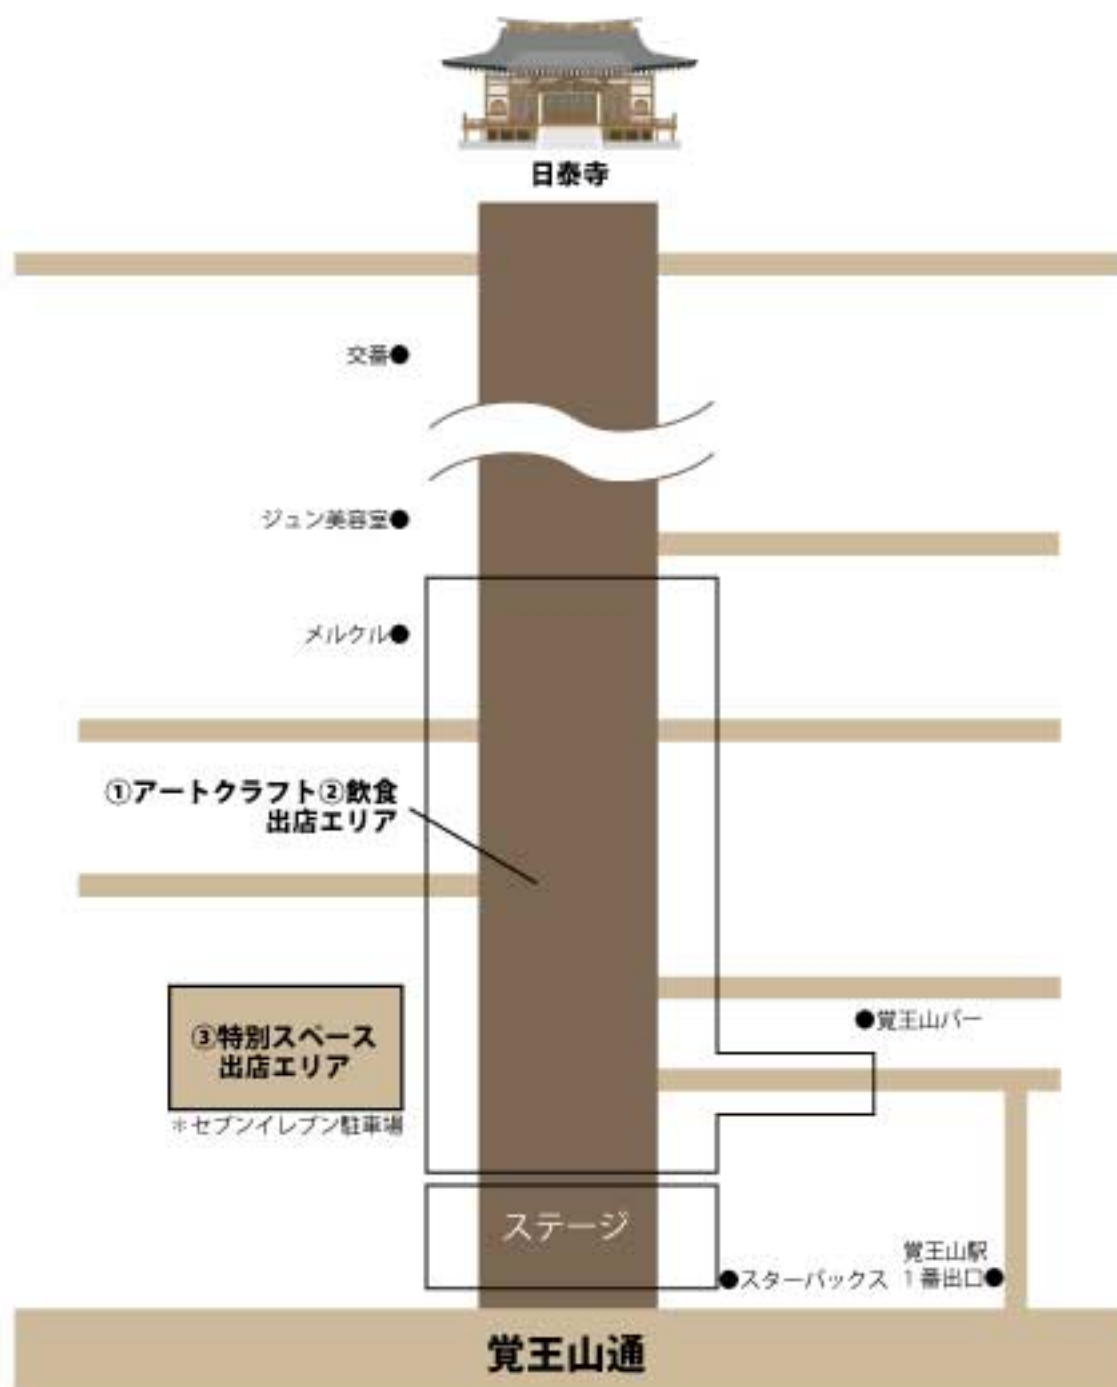 日泰寺
交番●
ジュン美容室●
メルケル●
①アートクラフト②飲食
出店エリア
③特別スペース
出店エリア
＊セブンイレブン駐車場
●覚王山バー
ステージ
●スターバックス
覚王山駅
1番出口●
覚王山通